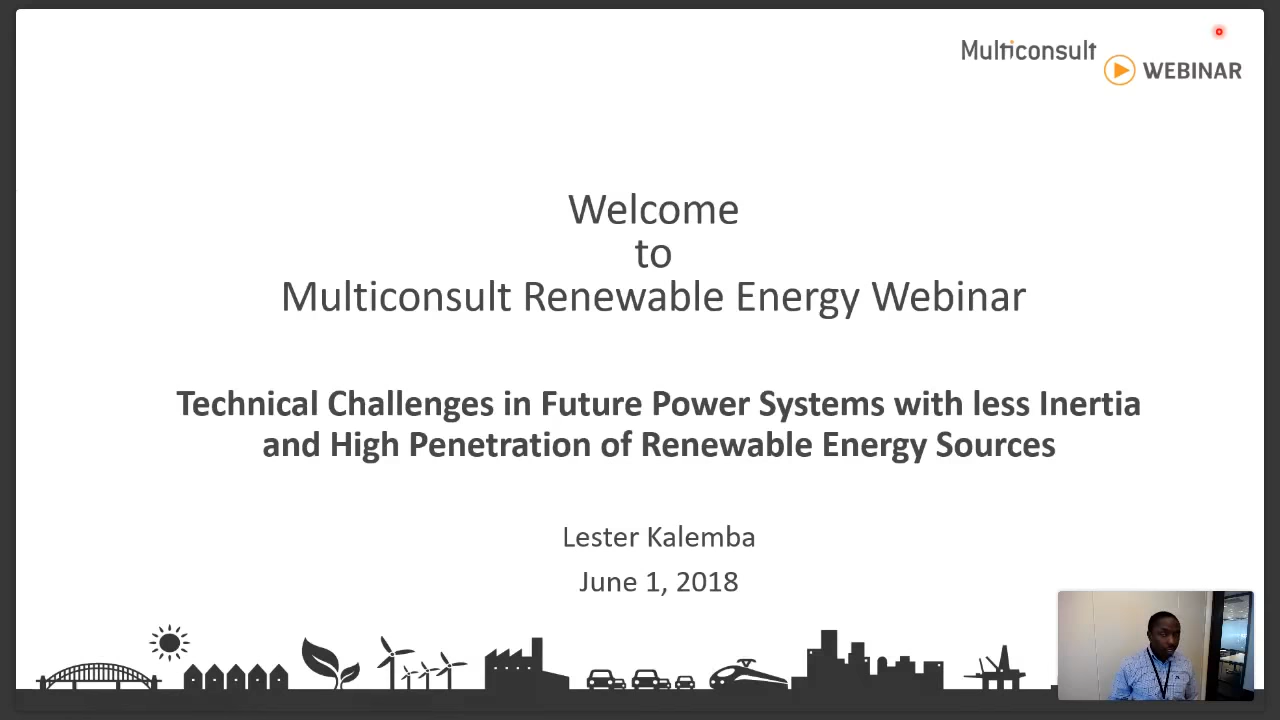 Multiconsult
WEBINAR
Welcome
to
Multiconsult Renewable Energy Webinar
Technical Challenges in Future Power Systems with less Inertia
and High Penetration of Renewable Energy Sources
Lester Kalemba
June 1, 2018